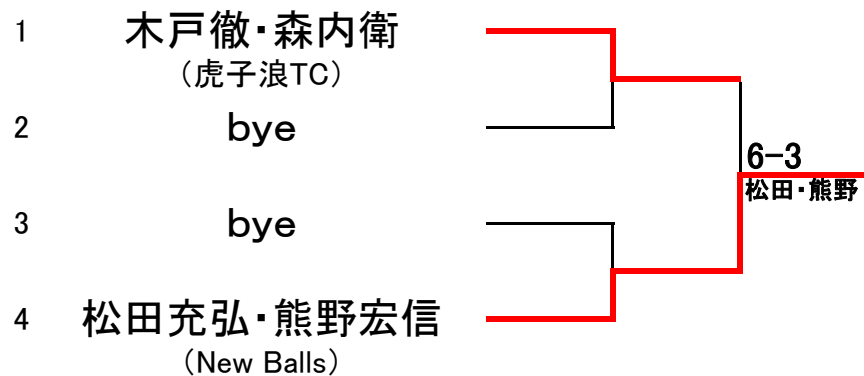 1 木戸徹・森内衛
（虎子浪TC）
2 bye
6-3
松田・熊野
3 bye
4 松田充弘・熊野宏信
（New Balls）